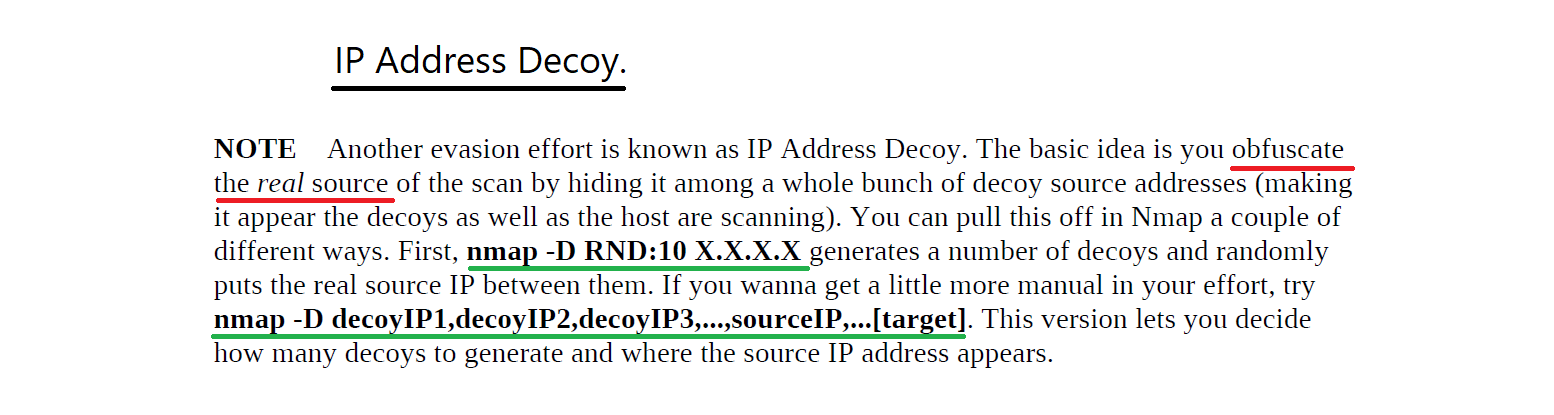 IP Address Decoy.
NOTE Another evasion effort is known as IP Address Decoy. The basic idea is you obfuscate
the real source of the scan by hiding it among a whole bunch of decoy source addresses (making
it appear the decoys as well as the host are scanning). You can pull this off in Nmap a couple of
different ways. First, nmap -D RND:10 X.X.X.X generates a number of decoys and randomly
puts the real source IP between them. If you wanna get a little more manual in your effort, try
nmap -D decoyIP1,decoyIP2,decoyIP3,...,sourceIP,...[target]. This version lets you decide
how many decoys to generate and where the source IP address appears.